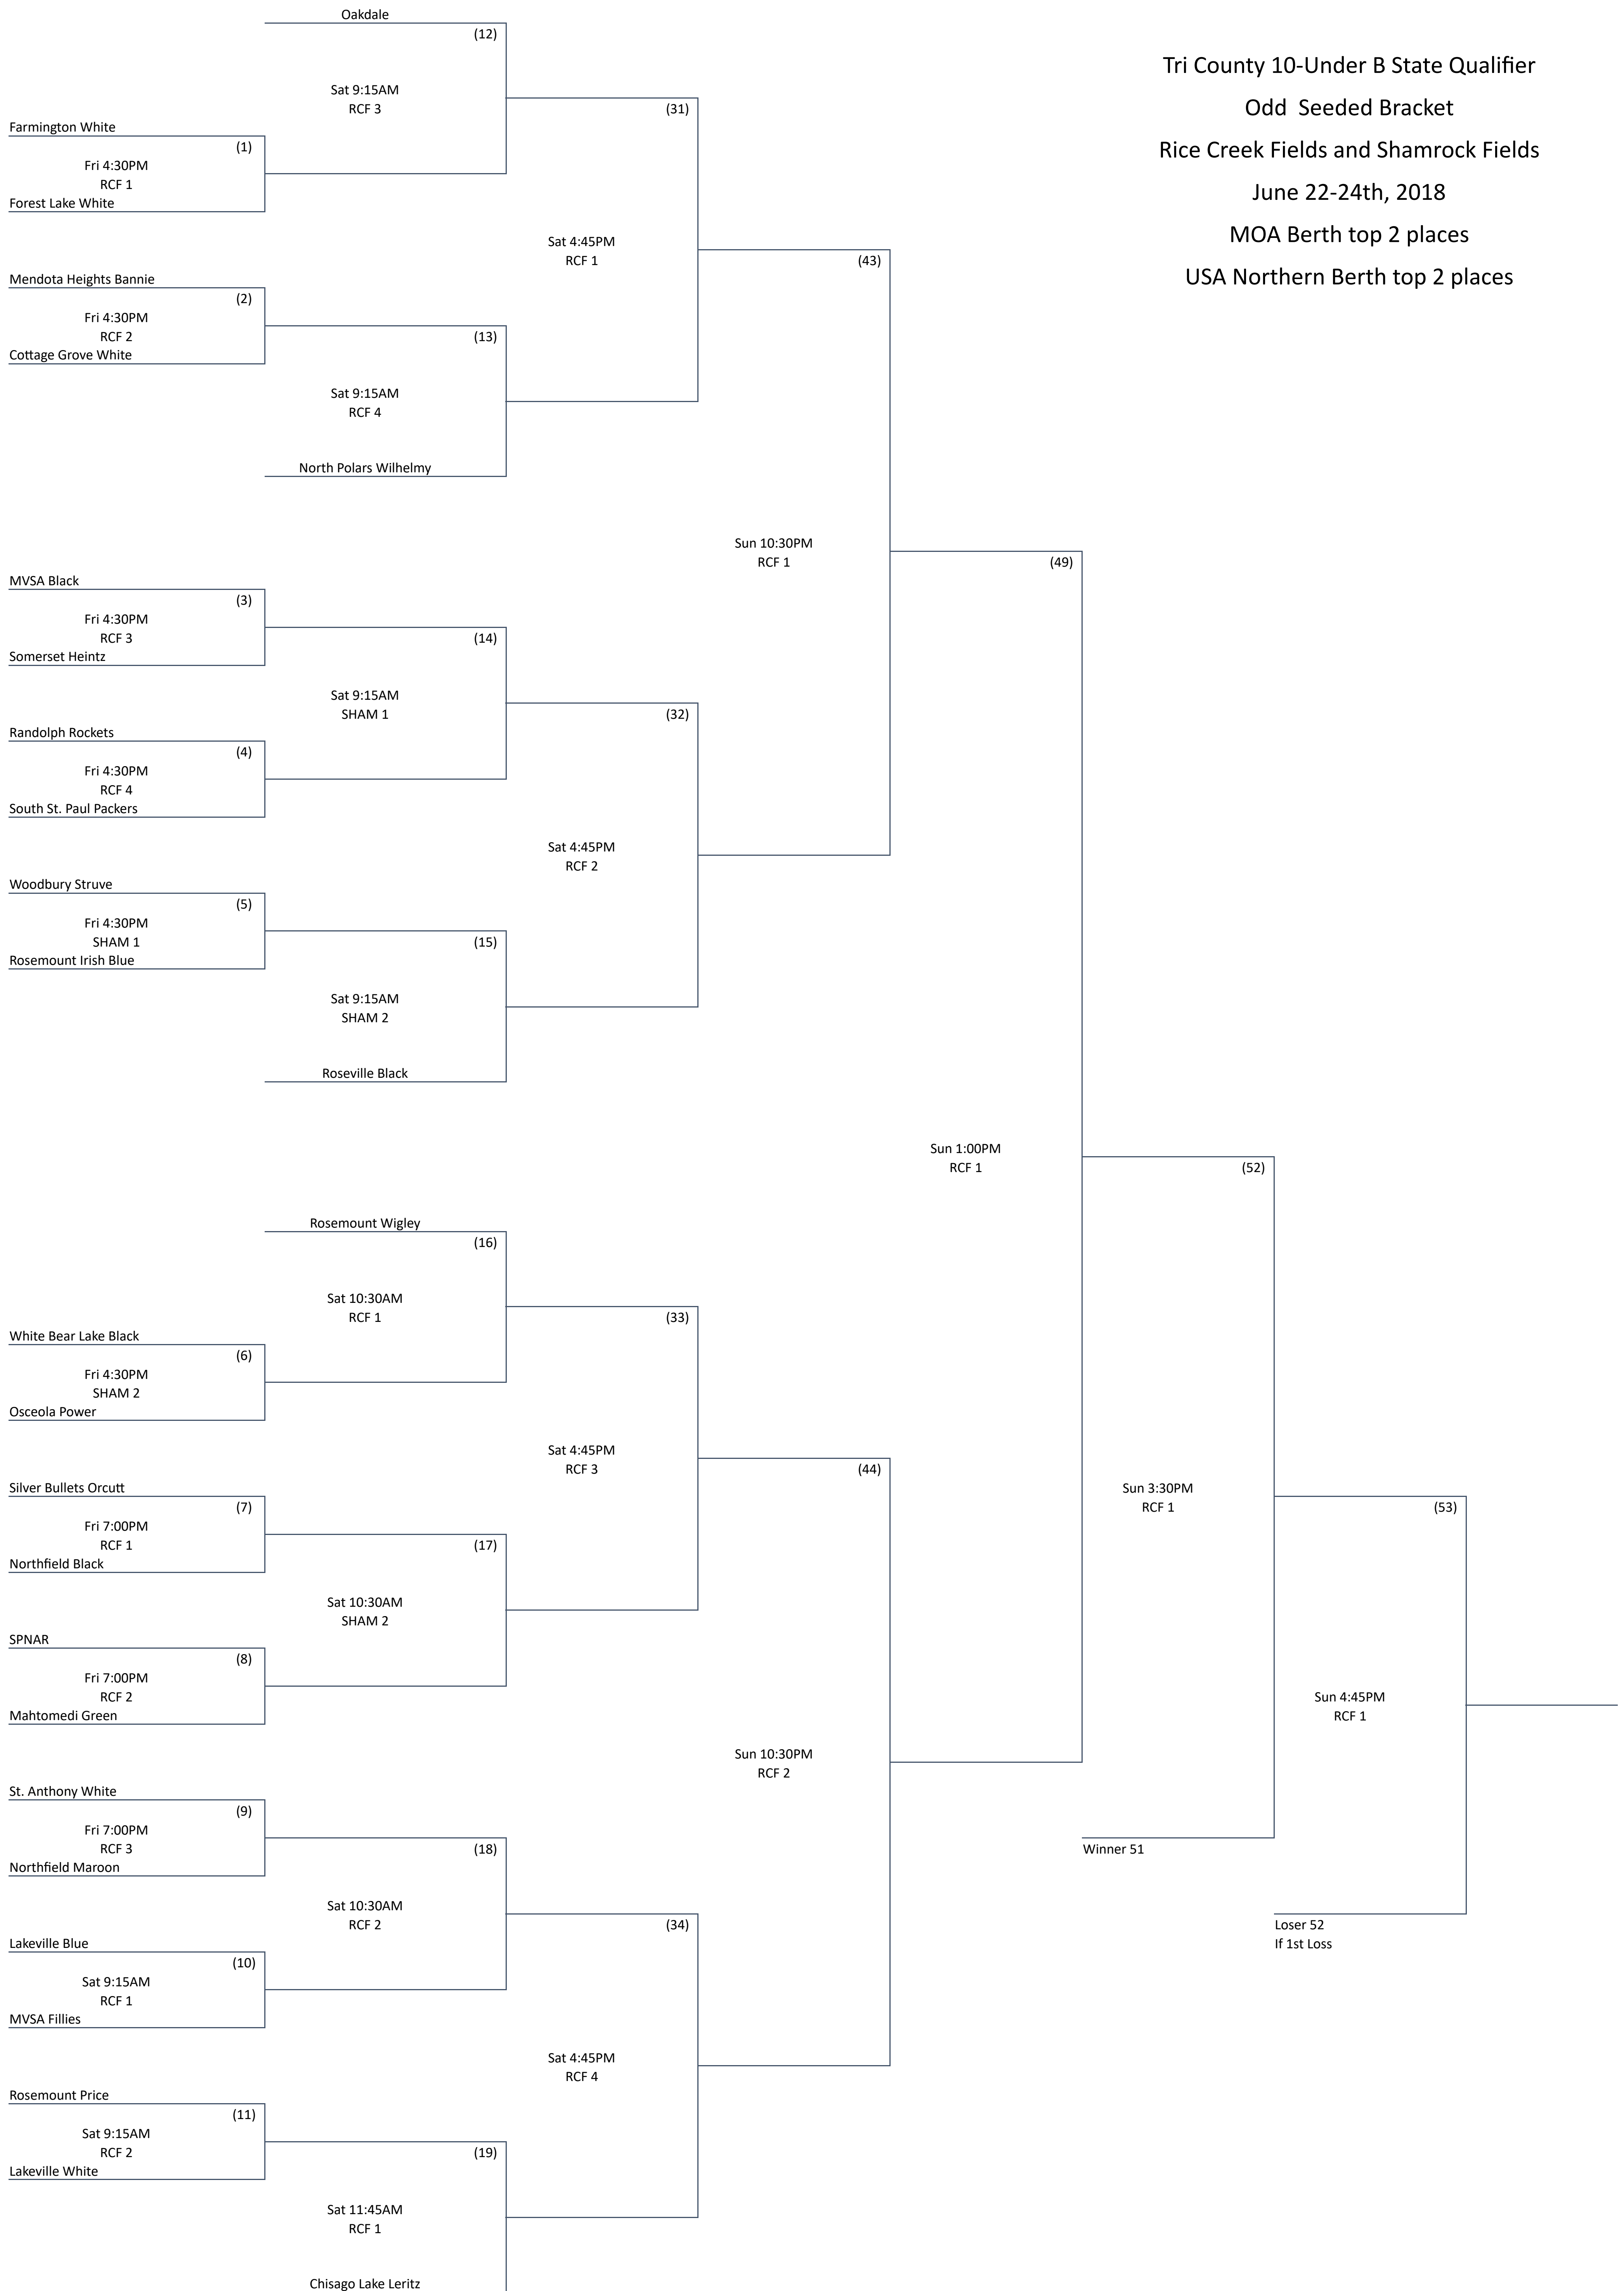 Oakdale
(12)
Tri County 10-Under B State Qualifier
Odd  Seeded Bracket
Rice Creek Fields and Shamrock Fields
June 22-24th, 2018
MOA Berth top 2 places
USA Northern Berth top 2 places
Sat 9:15AM
RCF 3
(31)
Farmington White
(1)
Fri 4:30PM
RCF 1
Forest Lake White
Sat 4:45PM
RCF 1
(43)
Mendota Heights Bannie
(2)
Fri 4:30PM
RCF 2
Cottage Grove White
(13)
Sat 9:15AM
RCF 4
North Polars Wilhelmy
Sun 10:30PM
RCF 1
(49)
MVSA Black
(3)
Fri 4:30PM
RCF 3
Somerset Heintz
(14)
Sat 9:15AM
SHAM 1
(32)
Randolph Rockets
(4)
Fri 4:30PM
RCF 4
South St. Paul Packers
Sat 4:45PM
RCF 2
Woodbury Struve
(5)
Fri 4:30PM
SHAM 1
Rosemount Irish Blue
(15)
Sat 9:15AM
SHAM 2
Roseville Black
Sun 1:00PM
RCF 1
(52)
Rosemount Wigley
(16)
Sat 10:30AM
RCF 1
(33)
White Bear Lake Black
(6)
Fri 4:30PM
SHAM 2
Osceola Power
Sat 4:45PM
RCF 3
(44)
Sun 3:30PM
RCF 1
(53)
Silver Bullets Orcutt
(7)
Fri 7:00PM
RCF 1
Northfield Black
(17)
Sat 10:30AM
SHAM 2
SPNAR
(8)
Fri 7:00PM
RCF 2
Mahtomedi Green
Sun 4:45PM
RCF 1
Sun 10:30PM
RCF 2
St. Anthony White
(9)
Fri 7:00PM
RCF 3
Northfield Maroon
(18)
Winner 51
Sat 10:30AM
RCF 2
(34)
Loser 52
If 1st Loss
Lakeville Blue
(10)
Sat 9:15AM
RCF 1
MVSA Fillies
Sat 4:45PM
RCF 4
Rosemount Price
(11)
Sat 9:15AM
RCF 2
Lakeville White
(19)
Sat 11:45AM
RCF 1
Chisago Lake Leritz